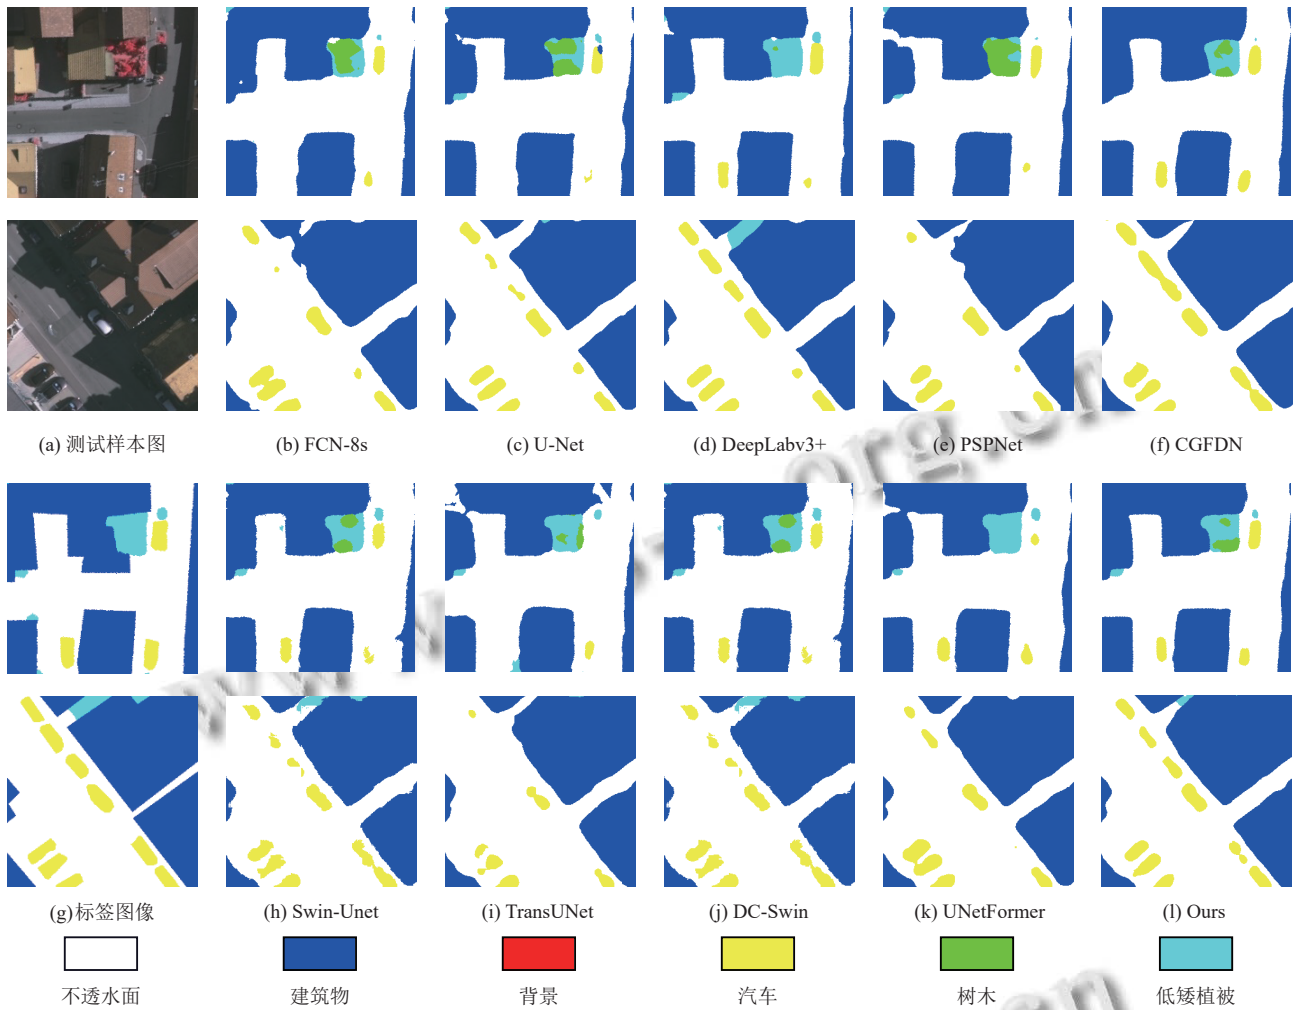 (a) 测试样本图
(b) FCN-8s
(c) U-Net
(d) DeepLabv3+
(e) PSPNet
(f) CGFDN
(g) 标签图像
(h) Swin-Unet
(i) TransUNet
(j) DC-Swin
(k) UNetFormer
(l) Ours
不透水面
建筑物
背景
汽车
树木
低矮植被